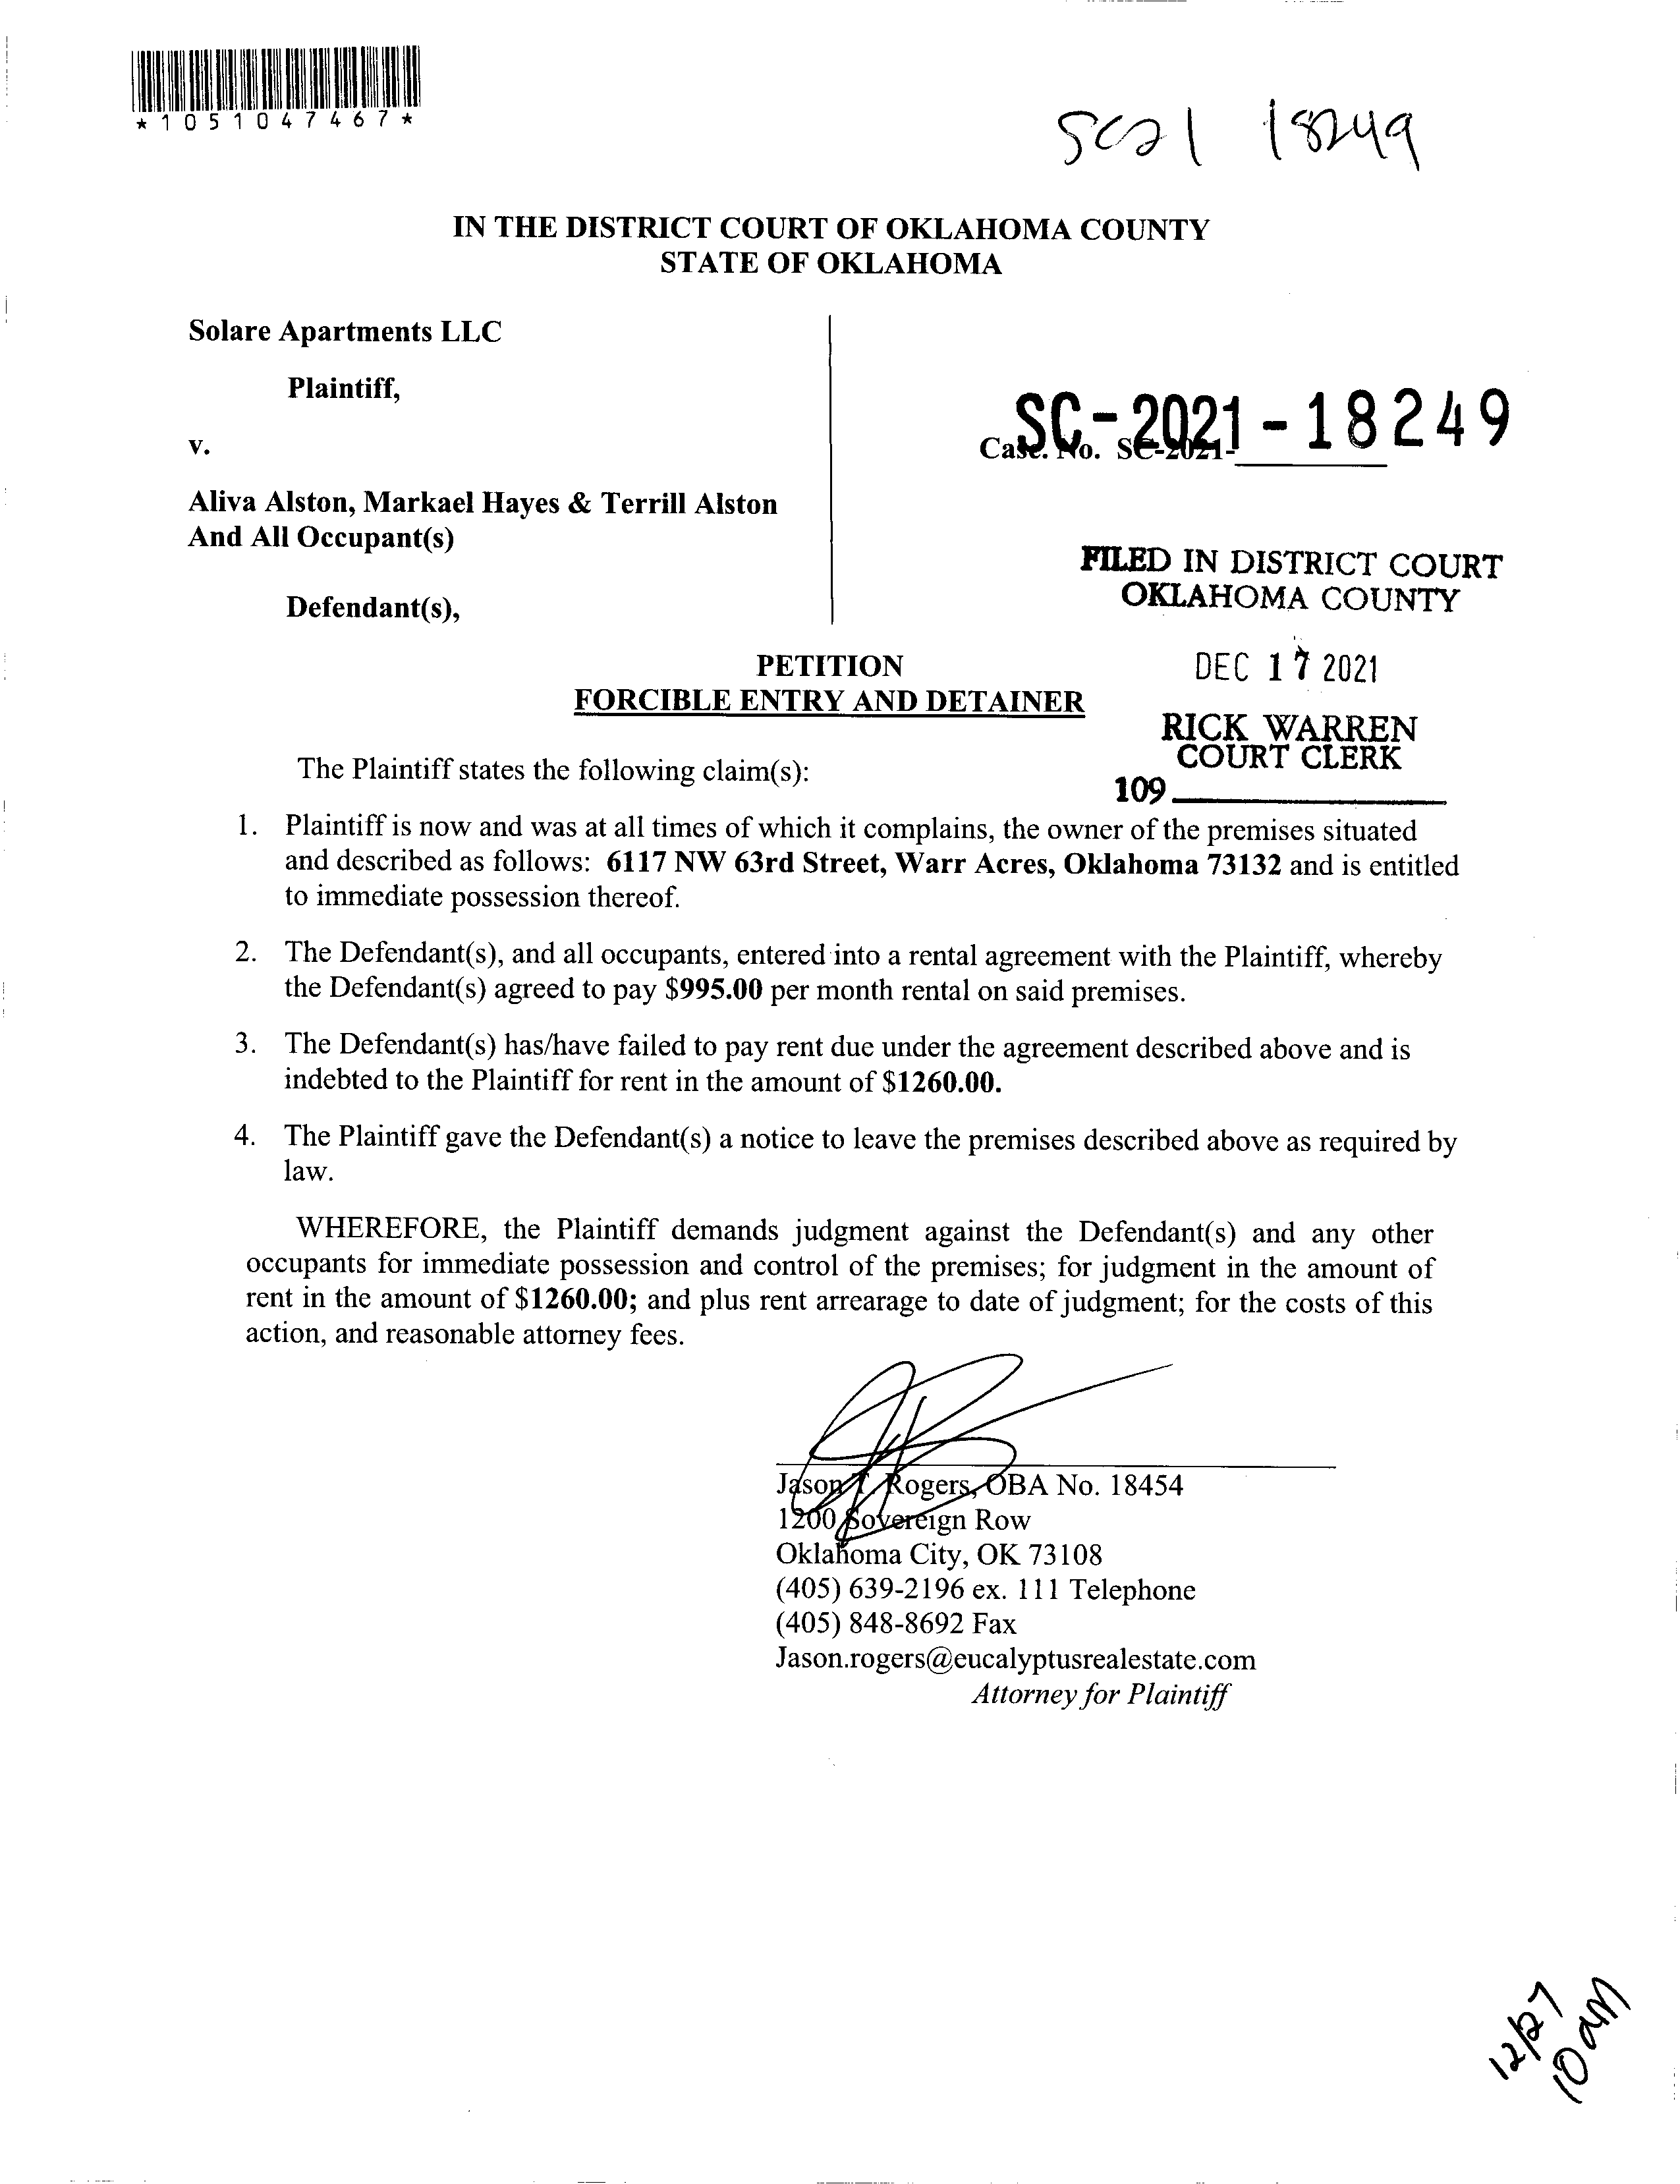 *1051047467*
SC21 18249
IN THE DISTRICT COURT OF OKLAHOMA COUNTY
STATE OF OKLAHOMA
Solare Apartments LLC
Plaintiff,
v.
Aliva Alston, Markael Hayes & Terrill Alston
And All Occupant(s)
Defendant(s),
SC-2021-18249
Case. No. SC-2021-
FILED IN DISTRICT COURT
OKLAHOMA COUNTY
DEC 17 2021
RICK WARREN
COURT CLERK
109
PETITION
FORCIBLE ENTRY AND DETAINER
The Plaintiff states the following claim(s):
1. Plaintiff is now and was at all times of which it complains, the owner of the premises situated
and described as follows: 6117 NW 63rd Street, Warr Acres, Oklahoma 73132 and is entitled
to immediate possession thereof.
2. The Defendant(s), and all occupants, entered into a rental agreement with the Plaintiff, whereby
the Defendant(s) agreed to pay $995.00 per month rental on said premises.
3. The Defendant(s) has/have failed to pay rent due under the agreement described above and is
indebted to the Plaintiff for rent in the amount of $1260.00.
4. The Plaintiff gave the Defendant(s) a notice to leave the premises described above as required by
law.
WHEREFORE, the Plaintiff demands judgment against the Defendant(s) and any other
occupants for immediate possession and control of the premises; for judgment in the amount of
rent in the amount of $1260.00; and plus rent arrearage to date of judgment; for the costs of this
action, and reasonable attorney fees.
Jason T. Rogers, OBA No. 18454
1200 Sovereign Row
Oklahoma City, OK 73108
(405) 639-2196 ex. 111 Telephone
(405) 848-8692 Fax
Jason.rogers@eucalyptusrealestate.com
Attorney for Plaintiff
12/27
10 am